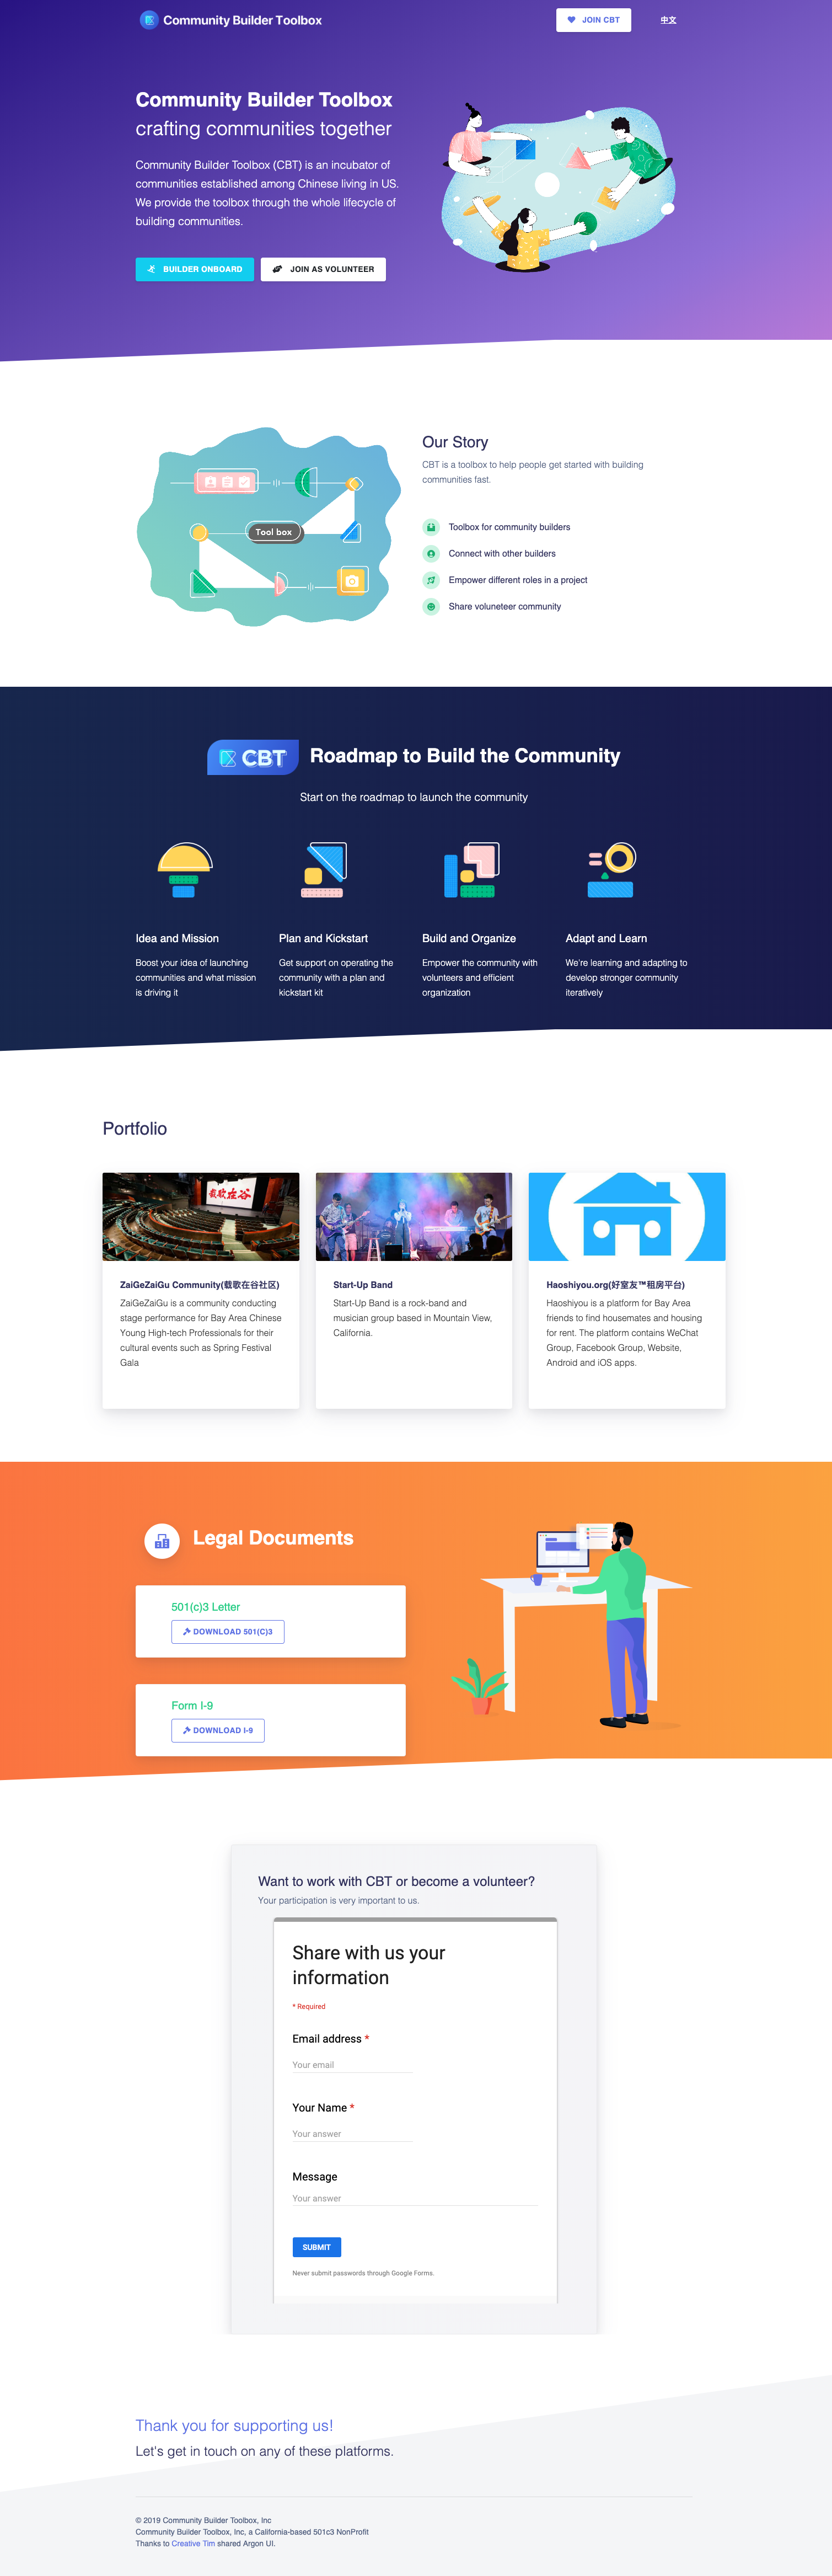 Community Builder Toolbox
JOIN CBT
中文
Community Builder Toolbox
crafting communities together
Community Builder Toolbox (CBT) is an incubator of
communities established among Chinese living in US.
We provide the toolbox through the whole lifecycle of
building communities.
BUILDER ONBOARD
JOIN AS VOLUNTEER
Tool box
Our Story
CBT is a toolbox to help people get started with building
communities fast.
Toolbox for community builders
Connect with other builders
Empower different roles in a project
Share voluneteer community
CBT
Roadmap to Build the Community
Start on the roadmap to launch the community
Idea and Mission
Boost your idea of launching
communities and what mission
is driving it
Plan and Kickstart
Get support on operating the
community with a plan and
kickstart kit
Build and Organize
Empower the community with
volunteers and efficient
organization
Adapt and Learn
We're learning and adapting to
develop stronger community
iteratively
Portfolio
载歌在谷
ZaiGeZaiGu Community(载歌在谷社区)
ZaiGeZaiGu is a community conducting
stage performance for Bay Area Chinese
Young High-tech Professionals for their
cultural events such as Spring Festival
Gala
Start-Up Band
Start-Up Band is a rock-band and
musician group based in Mountain View,
California.
Haoshiyou.org(好室友™租房平台)
Haoshiyou is a platform for Bay Area
friends to find housemates and housing
for rent. The platform contains WeChat
Group, Facebook Group, Website,
Android and iOS apps.
Legal Documents
501(c)3 Letter
DOWNLOAD 501(C)3
Form I-9
DOWNLOAD I-9
Want to work with CBT or become a volunteer?
Your participation is very important to us.
Share with us your
information
* Required
Email address *
Your email
Your Name *
Your answer
Message
Your answer
SUBMIT
Never submit passwords through Google Forms.
Thank you for supporting us!
Let's get in touch on any of these platforms.
© 2019 Community Builder Toolbox, Inc
Community Builder Toolbox, Inc, a California-based 501c3 NonProfit
Thanks to Creative Tim shared Argon UI.